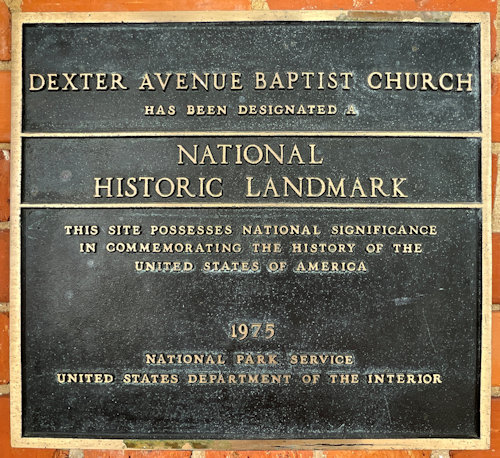 DEXTER AVENUE BAPTIST CHURCH
HAS BEEN DESIGNATED A
NATIONAL
HISTORIC LANDMARK
THIS SITE POSSESSES NATIONAL SIGNIFICANCE
IN COMMEMORATING THE HISTORY OF THE
UNITED STATES OF AMERICA
1975
NATIONAL PARK SERVICE
UNITED STATES DEPARTMENT OF THE INTERIOR